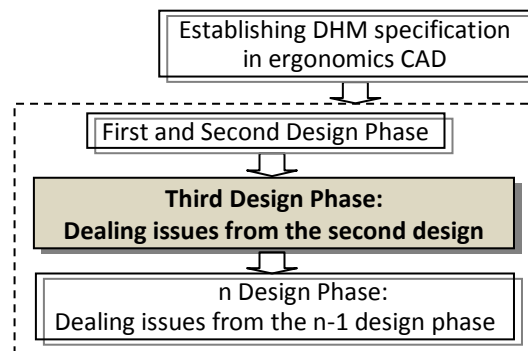 Establishing DHM specification
in ergonomics CAD
First and Second Design Phase
Third Design Phase:
Dealing issues from the second design
n Design Phase:
Dealing issues from the n-1 design phase